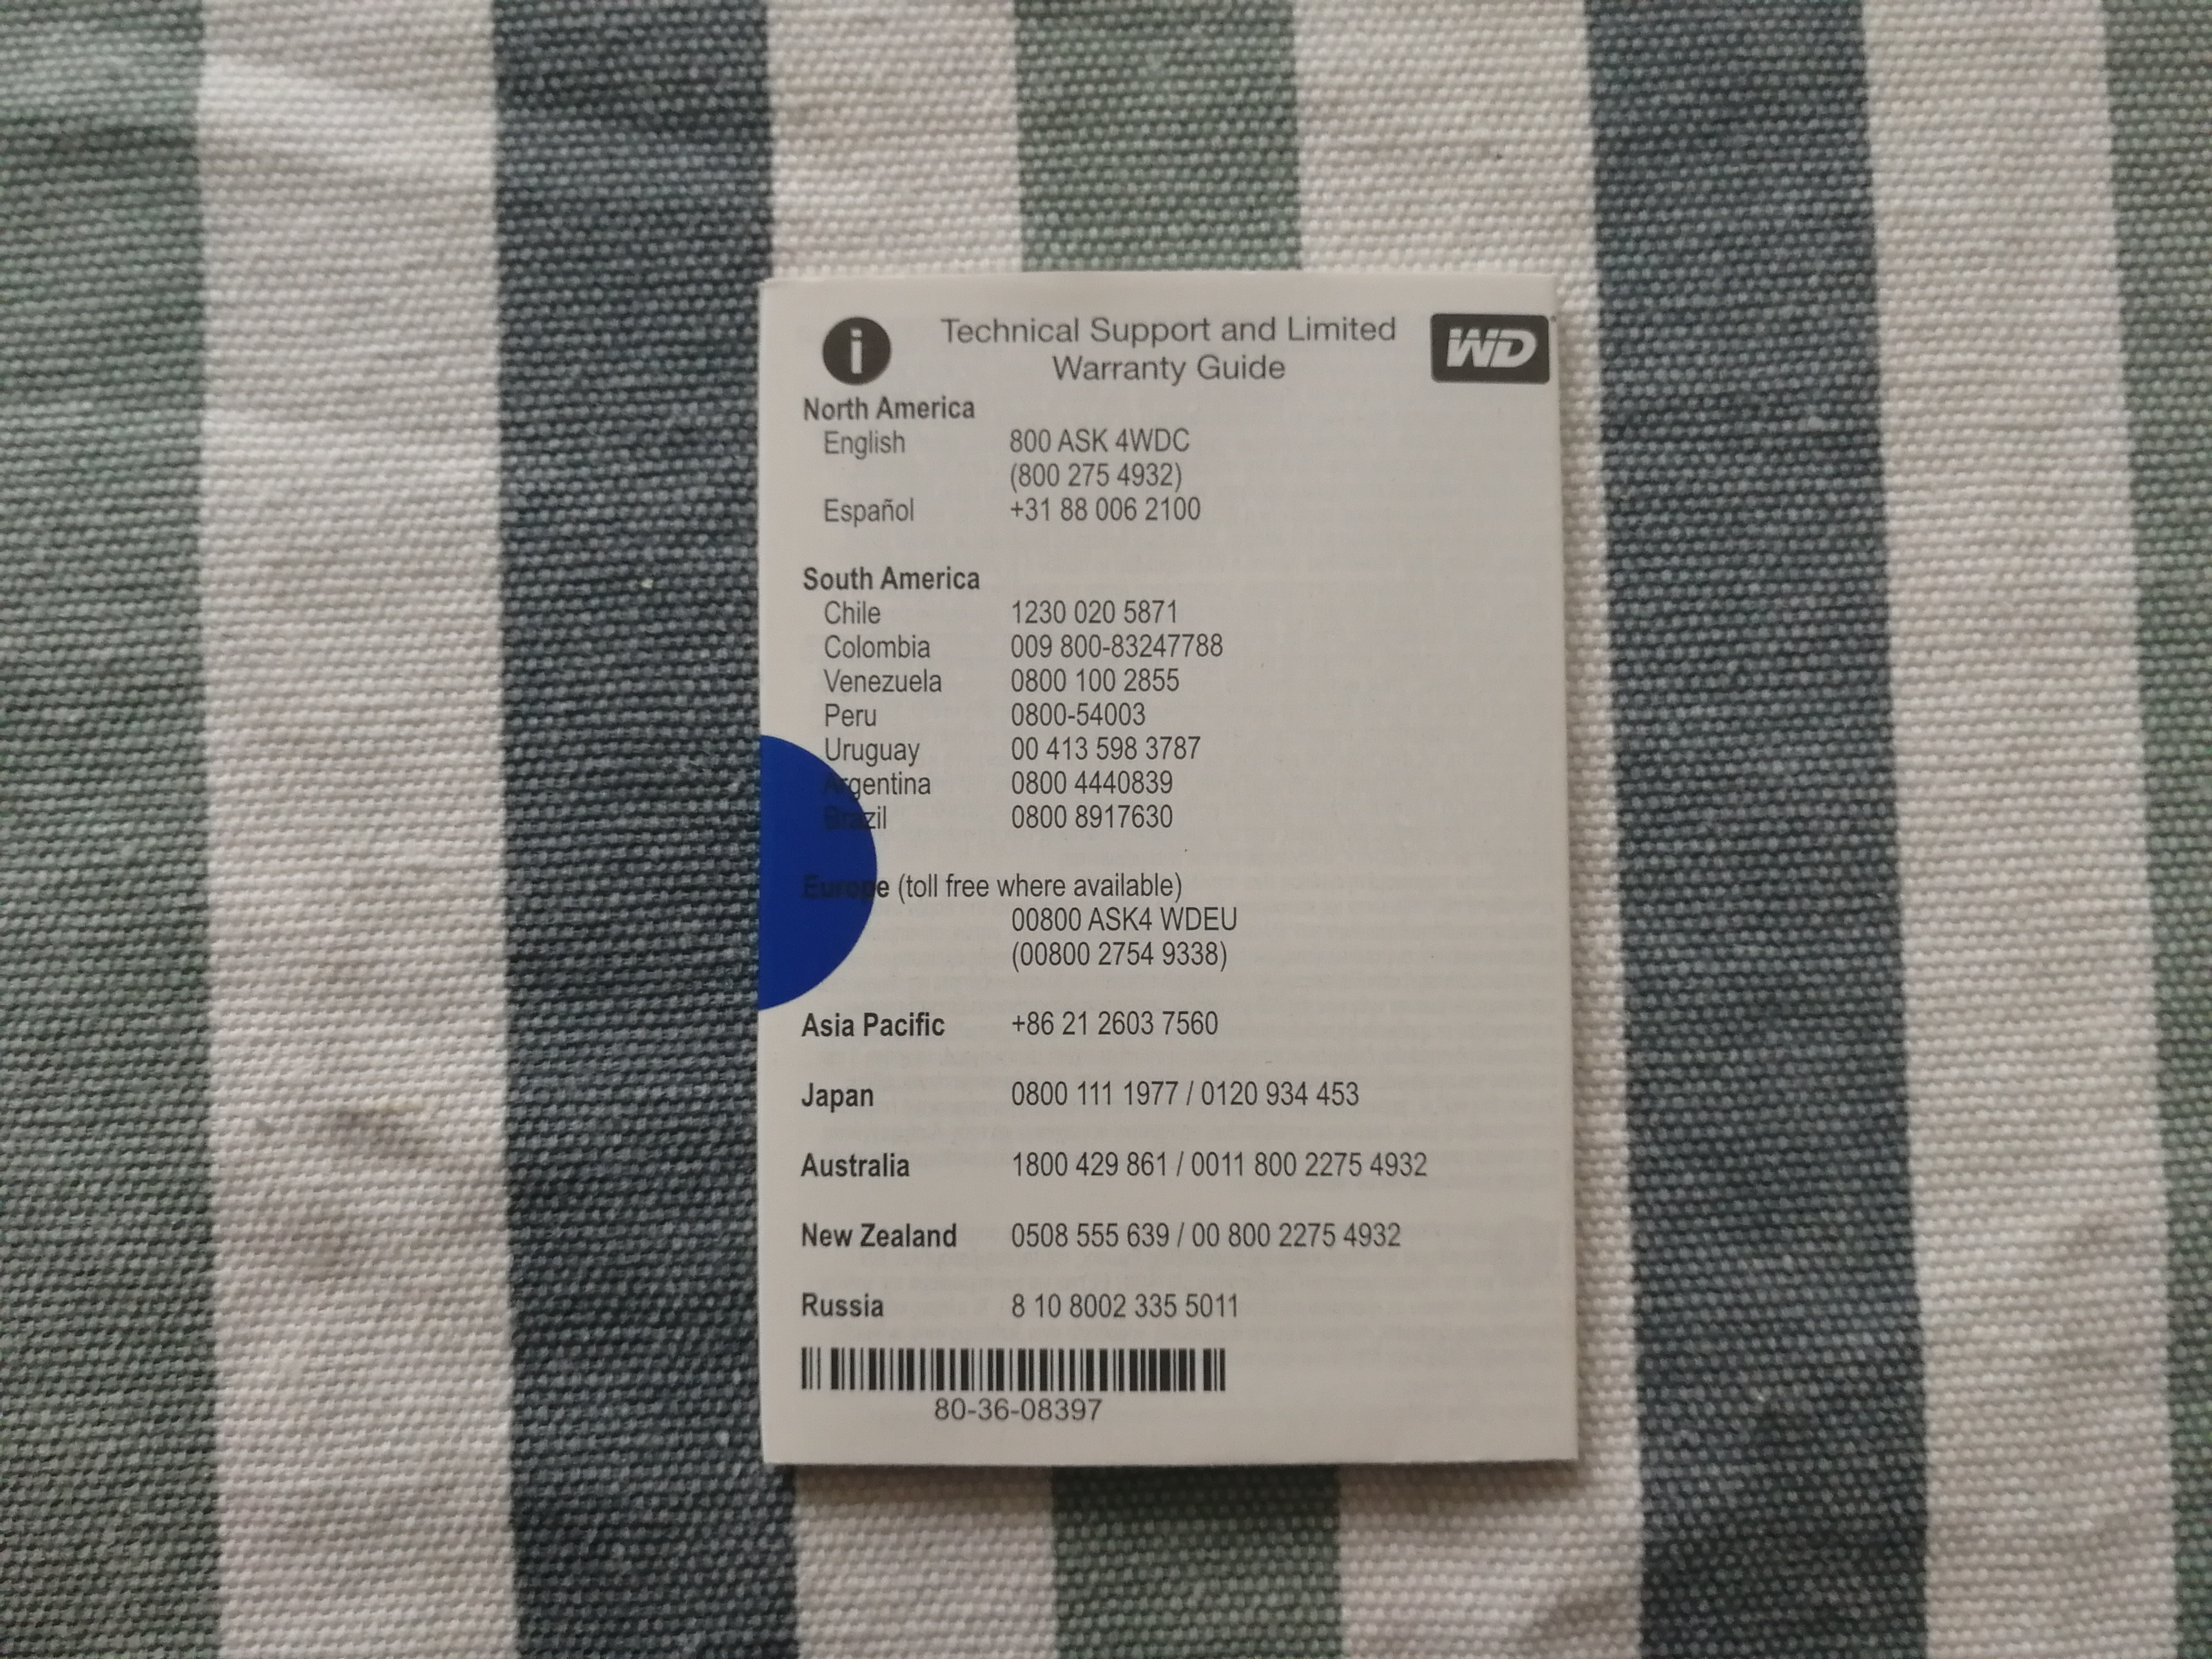 i
Technical Support and Limited
Warranty Guide
WD
North America
English 800 ASK 4WDC
(800 275 4932)
Español +31 88 006 2100
South America
Chile 1230 020 5871
Colombia 009 800-83247788
Venezuela 0800 100 2855
Peru 0800-54003
Uruguay 00 413 598 3787
Argentina 0800 4440839
Brazil 0800 8917630
Europe (toll free where available)
00800 ASK4 WDEU
(00800 2754 9338)
Asia Pacific +86 21 2603 7560
Japan 0800 111 1977 / 0120 934 453
Australia 1800 429 861 / 0011 800 2275 4932
New Zealand 0508 555 639 / 00 800 2275 4932
Russia 8 10 8002 335 5011
80-36-08397